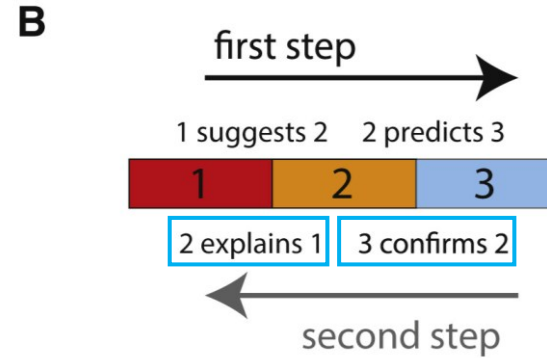 B
first step
1 suggests 2 2 predicts 3
1 2 3
2 explains 1 3 confirms 2
second step